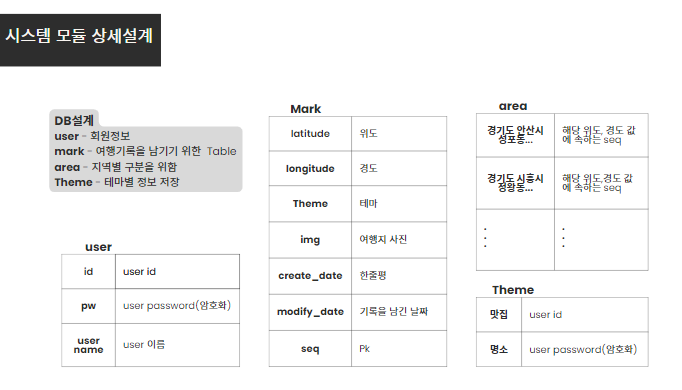 시스템 모듈 상세설계
DB설계
user - 회원정보
mark - 여행기록을 남기기 위한 Table
area - 지역별 구분을 위함
Theme - 테마별 정보 저장
user
id user id
pw user password(암호화)
user name user 이름
Mark
latitude 위도
longitude 경도
Theme 테마
img 여행지 사진
create_date 한줄평
modify_date 기록을 남긴 날짜
seq Pk
area
경기도 안산시 해당 위도, 경도 값
성포동... 에 속하는 seq
경기도 시흥시 해당 위도,경도 값
정왕동... 에 속하는 seq
. .
. .
. .
Theme
맛집 user id
명소 user password(암호화)